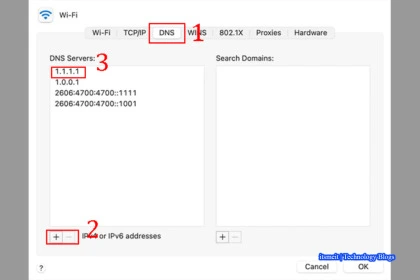 Wi-Fi
Wi-Fi TCP/IP DNS WINS 802.1X Proxies Hardware
1
DNS Servers: 3 Search Domains:
1.1.1.1
1.0.0.1
2606:4700:4700::1111
2606:4700:4700::1001
2
+ − IPv4 or IPv6 addresses + −
itsmeit | Technology Blogs
? Cancel OK